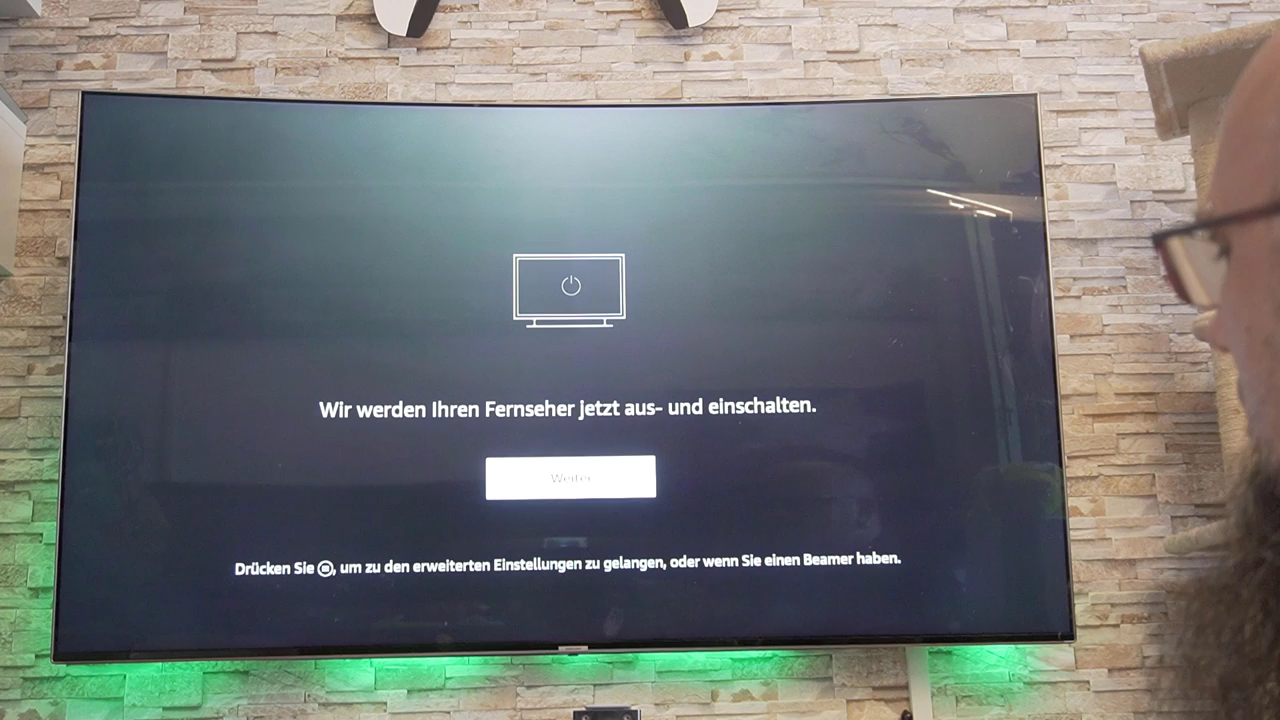 Wir werden Ihren Fernseher jetzt aus- und einschalten.
Weiter
Drücken Sie , um zu den erweiterten Einstellungen zu gelangen, oder wenn Sie einen Beamer haben.